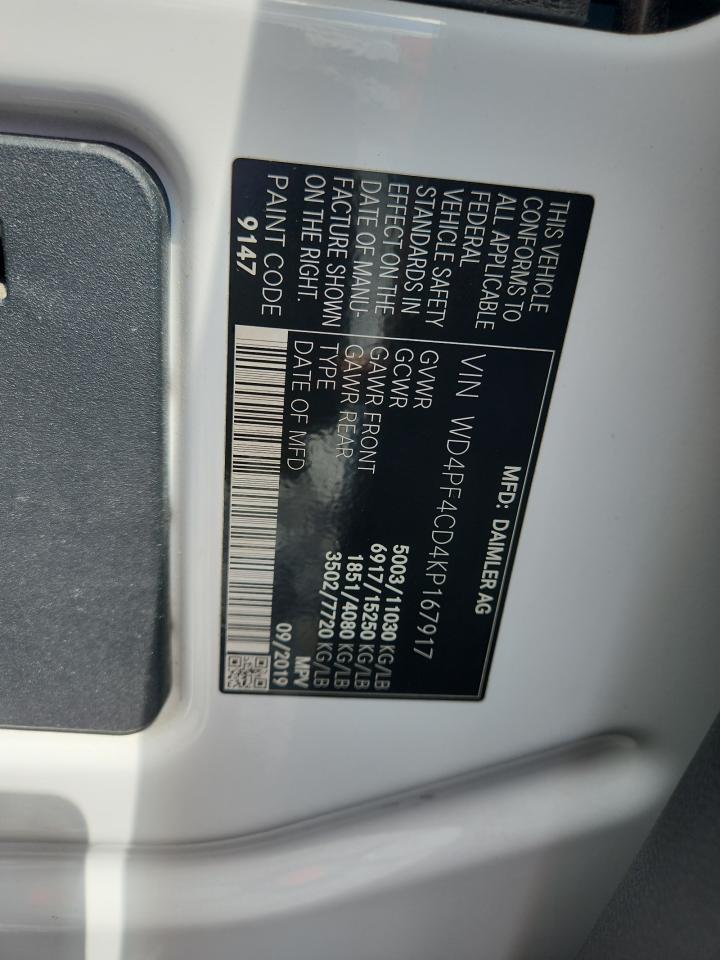 THIS VEHICLE
CONFORMS TO
ALL APPLICABLE
FEDERAL
VEHICLE SAFETY
STANDARDS IN
EFFECT ON THE
DATE OF MANU-
FACTURE SHOWN
ON THE RIGHT.
PAINT CODE
9147
MFD: DAIMLER AG
VIN WD4PF4CD4KP167917
GVWR 5003/11030 KG/LB
GCWR 6917/15250 KG/LB
GAWR FRONT 1851/4080 KG/LB
GAWR REAR 3502/7720 KG/LB
TYPE MPV
DATE OF MFD 09/2019